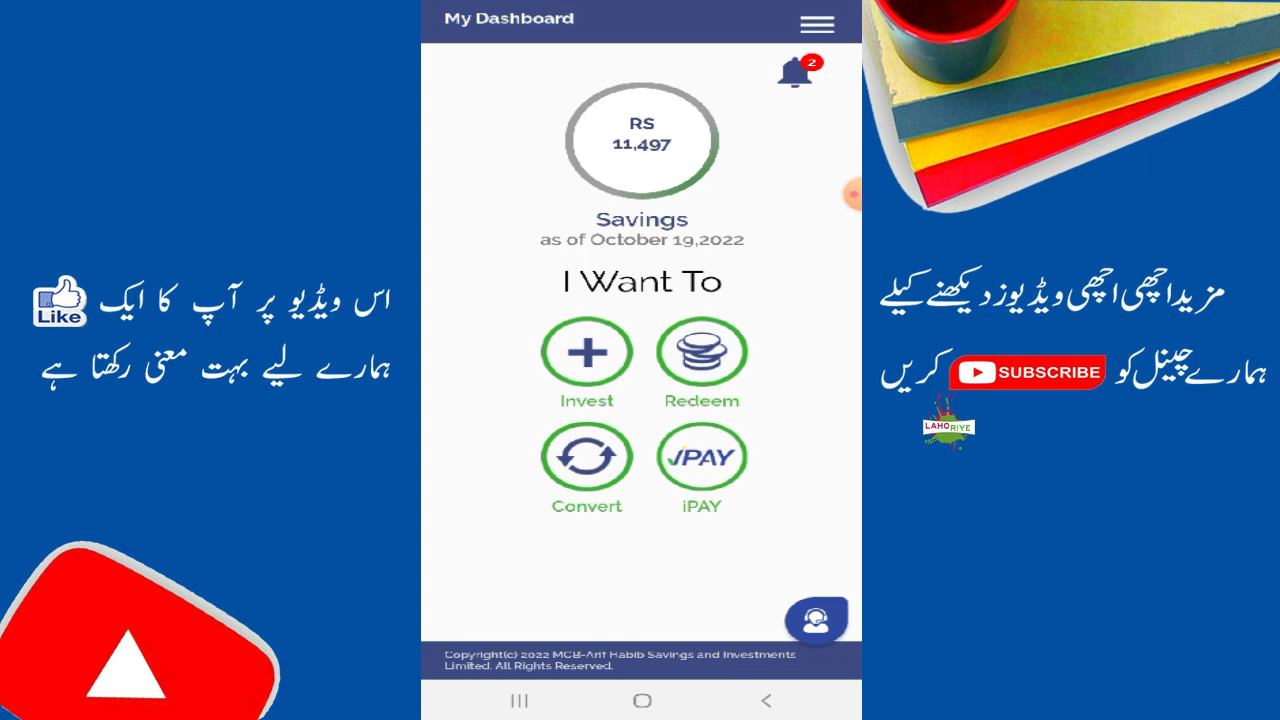 My Dashboard
2
RS
11,497
Savings
as of October 19,2022
I Want To
Invest
Redeem
Convert
iPAY
iPAY
Copyright(c) 2022 MCB-Arif Habib Savings and Investments
Limited. All Rights Reserved.
اس ویڈیو پر آپ کا ایک Like
ہمارے لیے بہت معنی رکھتا ہے
مزید اچھی اچھی ویڈیوز دیکھنے کیلے
ہمارے چینل کو SUBSCRIBE کریں
LAHORIYE